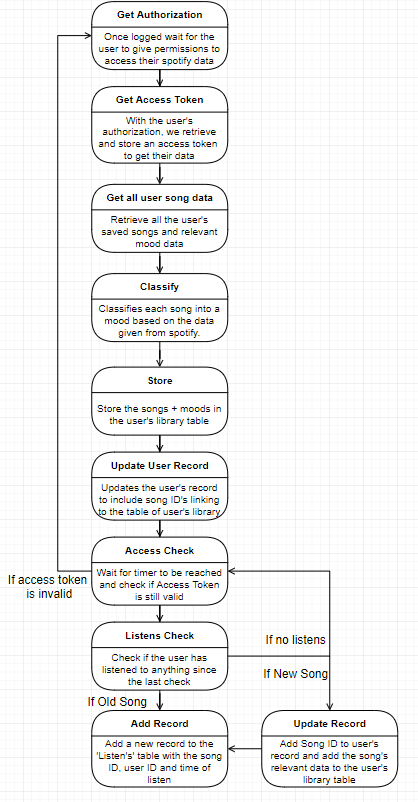 Get Authorization
Once logged wait for the
user to give permissions to
access their spotify data
Get Access Token
With the user's
authorization, we retrieve
and store an access token
to get their data
Get all user song data
Retrieve all the user's
saved songs and relevant
mood data
Classify
Classifies each song into a
mood based on the data
given from spotify.
Store
Store the songs + moods in
the user's library table
Update User Record
Updates the user's record
to include song ID's linking
to the table of user's library
Access Check
Wait for timer to be reached
and check if Access Token
is still valid
If access token
is invalid
Listens Check
Check if the user has
listened to anything since
the last check
If no listens
If New Song
If Old Song
Add Record
Add a new record to the
'Listen's' table with the song
ID, user ID and time of
listen
Update Record
Add Song ID to user's
record and add the song's
relevant data to the user's
library table